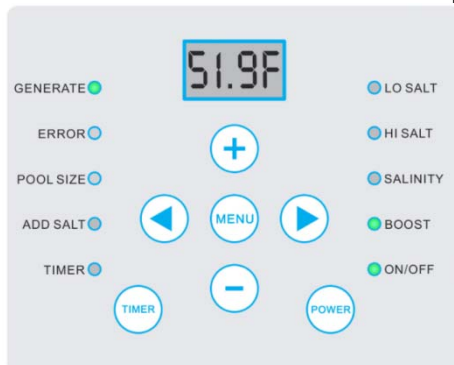 51.9F
GENERATE
LO SALT
ERROR
HI SALT
POOL SIZE
SALINITY
ADD SALT
MENU
BOOST
TIMER
ON/OFF
TIMER
POWER